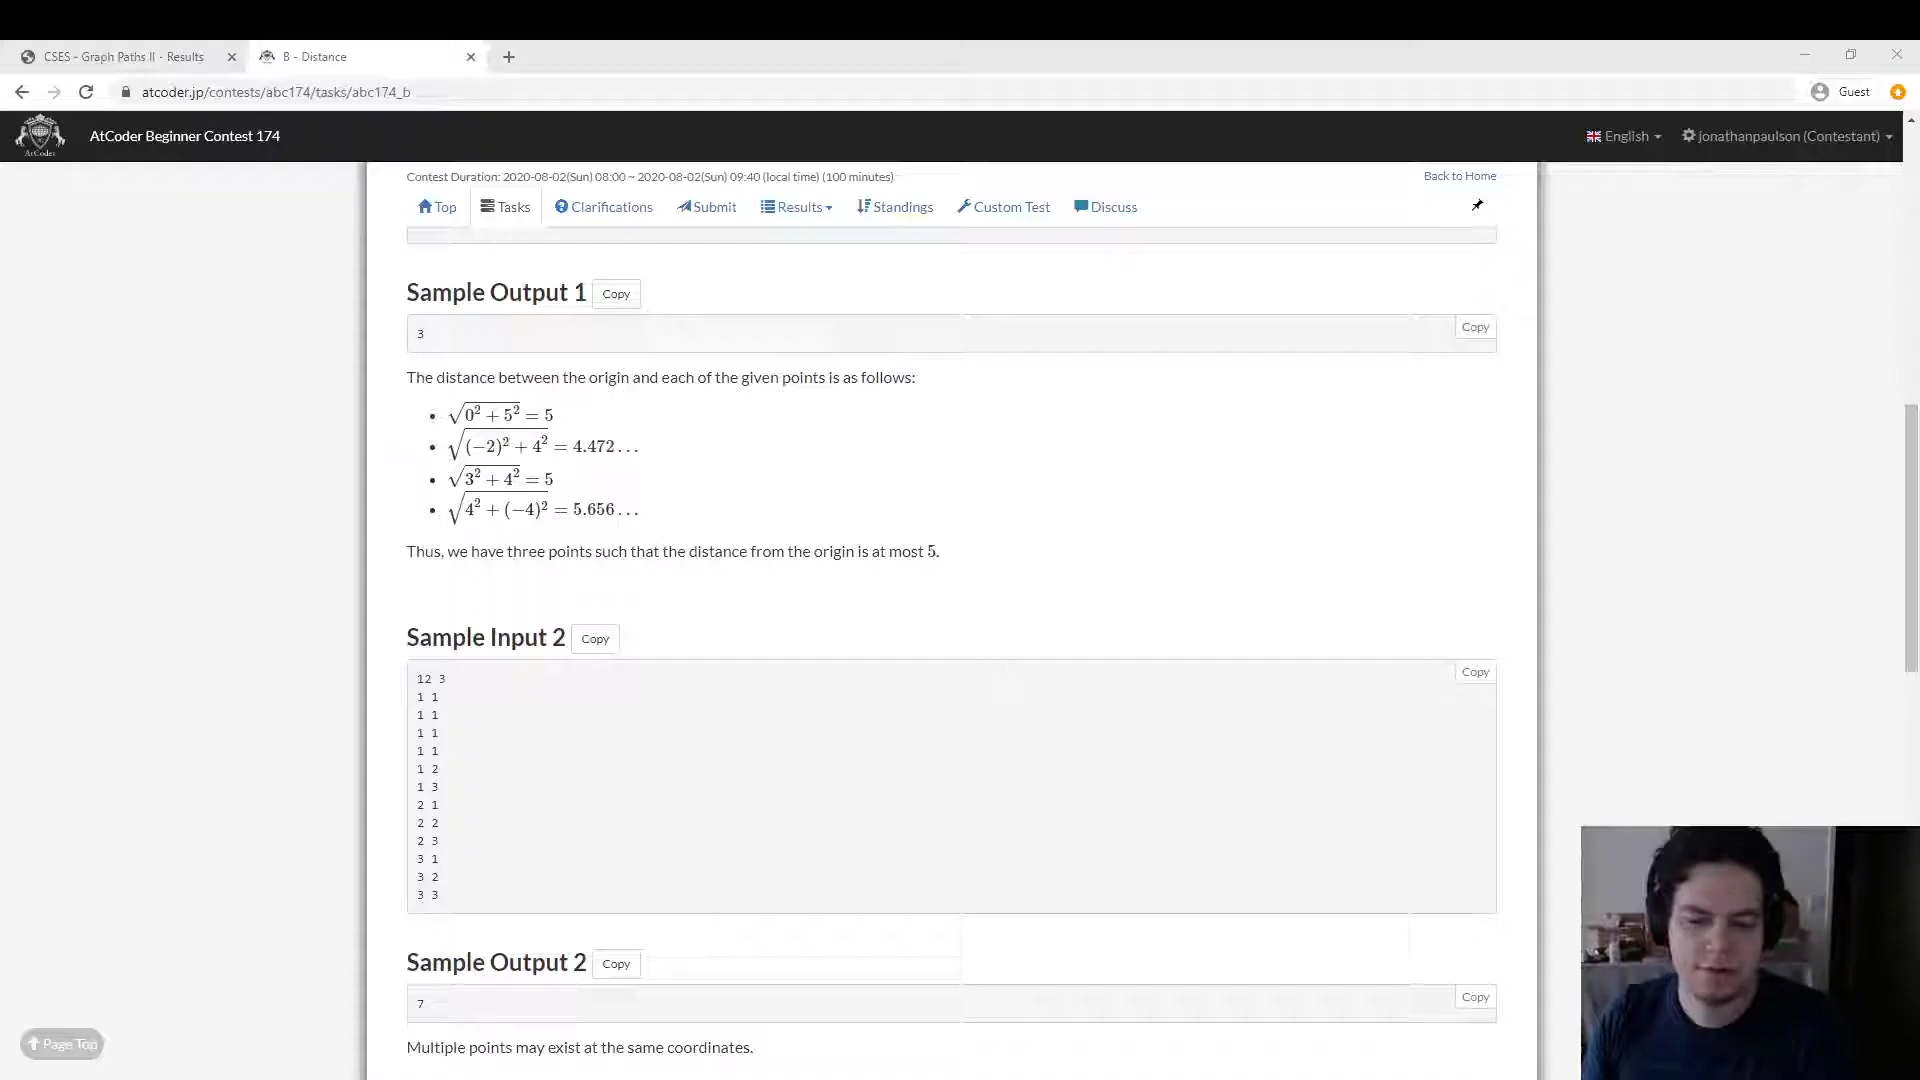 CSES - Graph Paths II - Results
B - Distance
atcoder.jp/contests/abc174/tasks/abc174_b
Guest
AtCoder
AtCoder Beginner Contest 174
English
jonathanpaulson (Contestant)
Contest Duration: 2020-08-02(Sun) 08:00 ~ 2020-08-02(Sun) 09:40 (local time) (100 minutes)
Back to Home
Top
Tasks
Clarifications
Submit
Results
Standings
Custom Test
Discuss
Sample Output 1
Copy
3
Copy
The distance between the origin and each of the given points is as follows:
• √0² + 5² = 5
• √(−2)² + 4² = 4.472…
• √3² + 4² = 5
• √4² + (−4)² = 5.656…
Thus, we have three points such that the distance from the origin is at most 5.
Sample Input 2
Copy
Copy
12 3
1 1
1 1
1 1
1 1
1 2
1 3
2 1
2 2
2 3
3 1
3 2
3 3
Sample Output 2
Copy
7
Copy
Multiple points may exist at the same coordinates.
Page Top